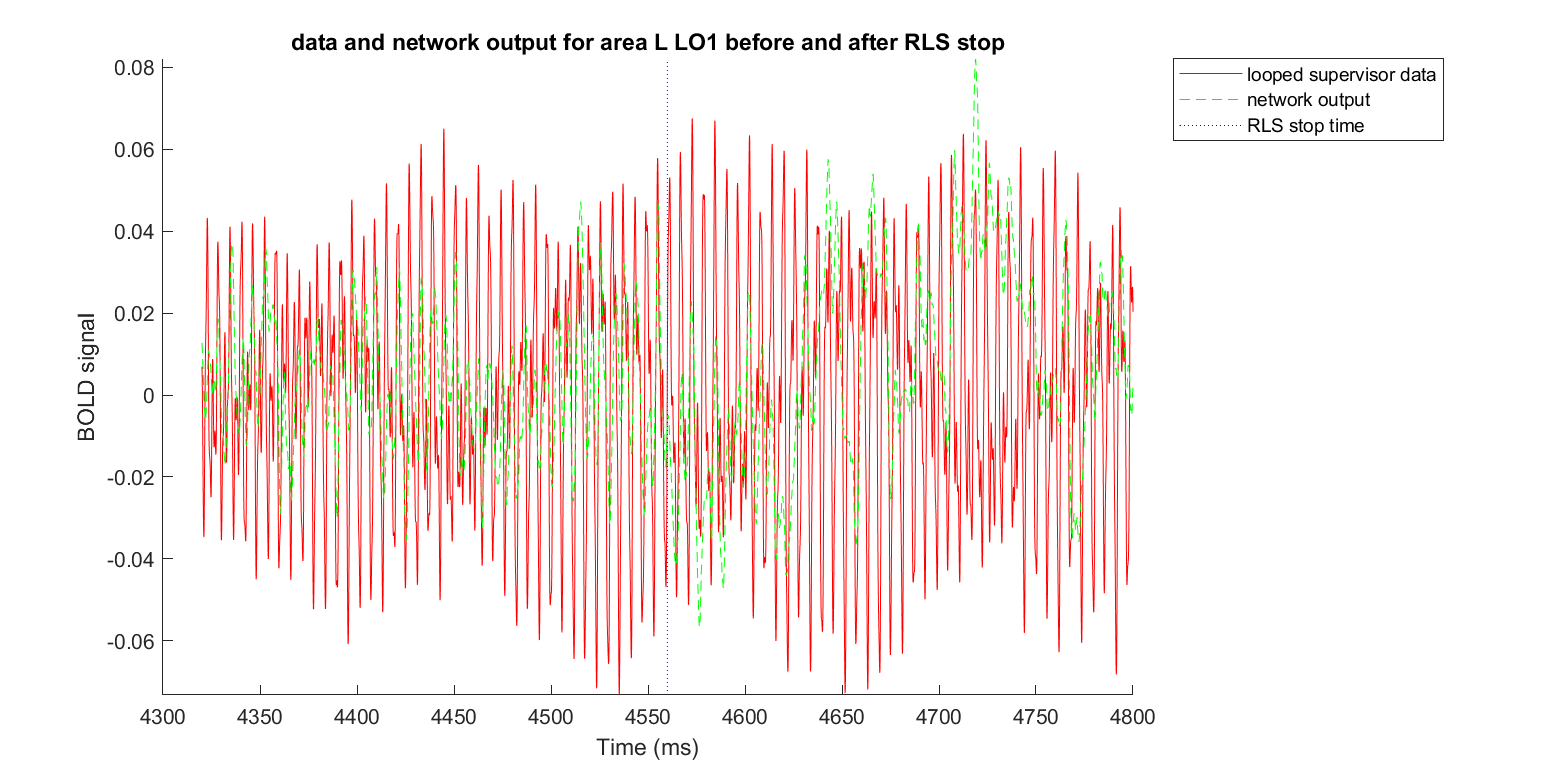 data and network output for area L LO1 before and after RLS stop
looped supervisor data
network output
RLS stop time
BOLD signal
0.08
0.06
0.04
0.02
0
-0.02
-0.04
-0.06
4300 4350 4400 4450 4500 4550 4600 4650 4700 4750 4800
Time (ms)